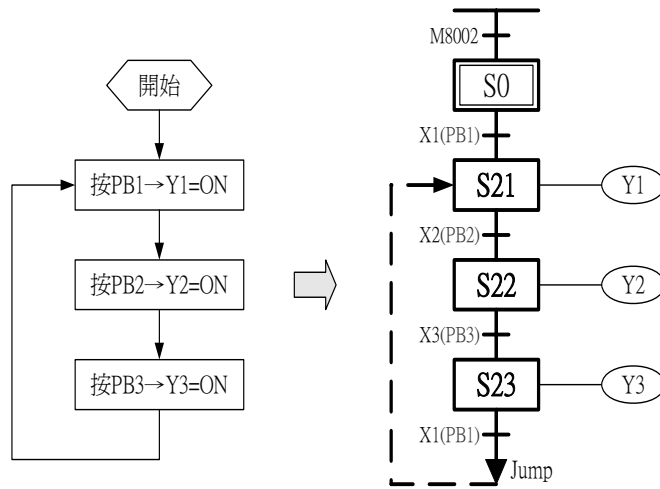 開始
按PB1→Y1=ON
按PB2→Y2=ON
按PB3→Y3=ON
M8002
S0
X1(PB1)
S21
Y1
X2(PB2)
S22
Y2
X3(PB3)
S23
Y3
X1(PB1)
Jump